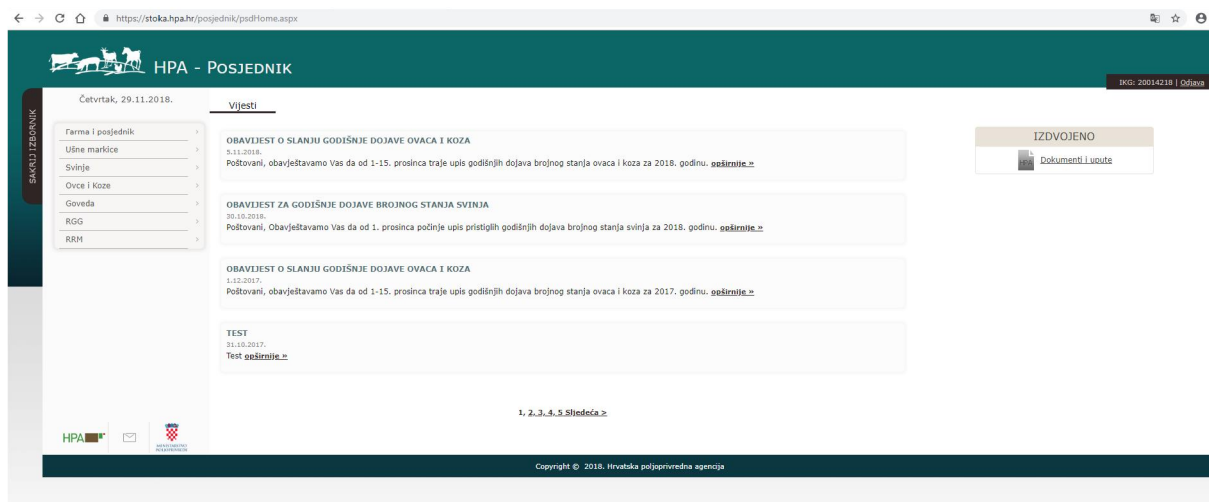 https://stoka.hpa.hr/posjednik/psdHome.aspx
HPA - POSJEDNIK
IKG: 20014218 | Odjava
SAKRIJ IZBORNIK
Četvrtak, 29.11.2018.
Farma i posjednik
Ušne markice
Svinje
Ovce i Koze
Goveda
RGG
RRM
Vijesti
OBAVIJEST O SLANJU GODIŠNJE DOJAVE OVACA I KOZA
5.11.2018.
Poštovani, obavještavamo Vas da od 1-15. prosinca traje upis godišnjih dojava brojnog stanja ovaca i koza za 2018. godinu. opširnije »
OBAVIJEST ZA GODIŠNJE DOJAVE BROJNOG STANJA SVINJA
30.10.2018.
Poštovani, Obavještavamo Vas da od 1. prosinca počinje upis pristiglih godišnjih dojava brojnog stanja svinja za 2018. godinu. opširnije »
OBAVIJEST O SLANJU GODIŠNJE DOJAVE OVACA I KOZA
1.12.2017.
Poštovani, obavještavamo Vas da od 1-15. prosinca traje upis godišnjih dojava brojnog stanja ovaca i koza za 2017. godinu. opširnije »
TEST
31.10.2017.
Test opširnije »
1, 2, 3, 4, 5 Sljedeća >
IZDVOJENO
HPA
Dokumenti i upute
HPA
MINISTARSTVO
POLJOPRIVREDE
Copyright © 2018. Hrvatska poljoprivredna agencija